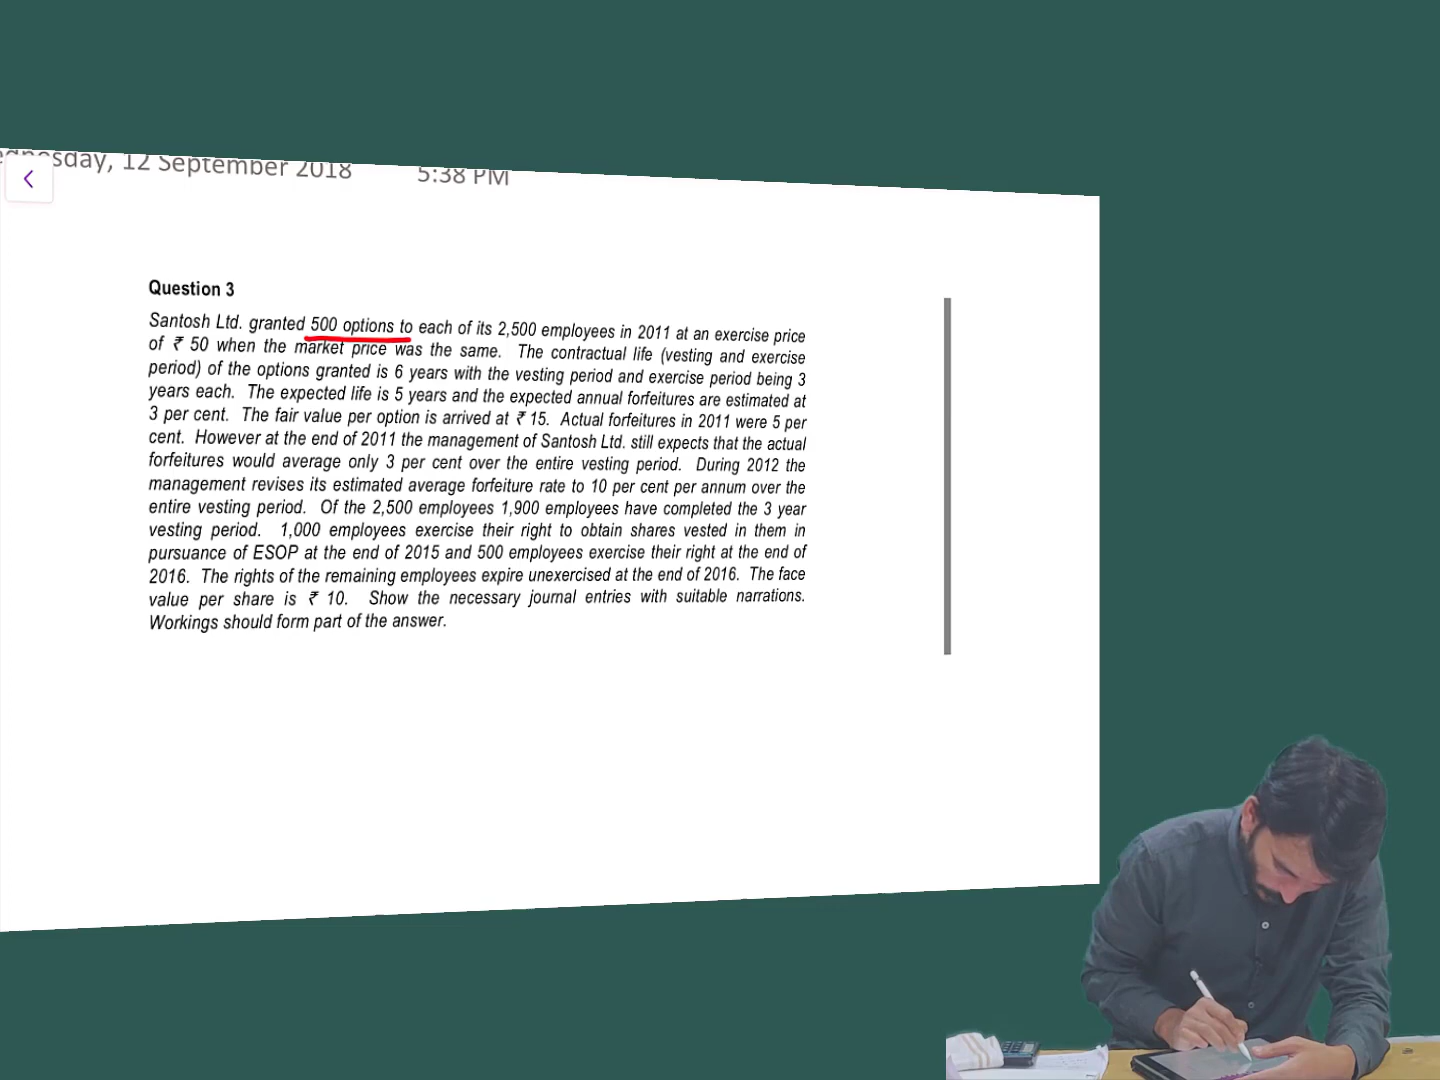 sday, 12 September 2018 5:38 PM
Question 3
Santosh Ltd. granted 500 options to each of its 2,500 employees in 2011 at an exercise price
of ₹ 50 when the market price was the same. The contractual life (vesting and exercise
period) of the options granted is 6 years with the vesting period and exercise period being 3
years each. The expected life is 5 years and the expected annual forfeitures are estimated at
3 per cent. The fair value per option is arrived at ₹ 15. Actual forfeitures in 2011 were 5 per
cent. However at the end of 2011 the management of Santosh Ltd. still expects that the actual
forfeitures would average only 3 per cent over the entire vesting period. During 2012 the
management revises its estimated average forfeiture rate to 10 per cent per annum over the
entire vesting period. Of the 2,500 employees 1,900 employees have completed the 3 year
vesting period. 1,000 employees exercise their right to obtain shares vested in them in
pursuance of ESOP at the end of 2015 and 500 employees exercise their right at the end of
2016. The rights of the remaining employees expire unexercised at the end of 2016. The face
value per share is ₹ 10. Show the necessary journal entries with suitable narrations.
Workings should form part of the answer.